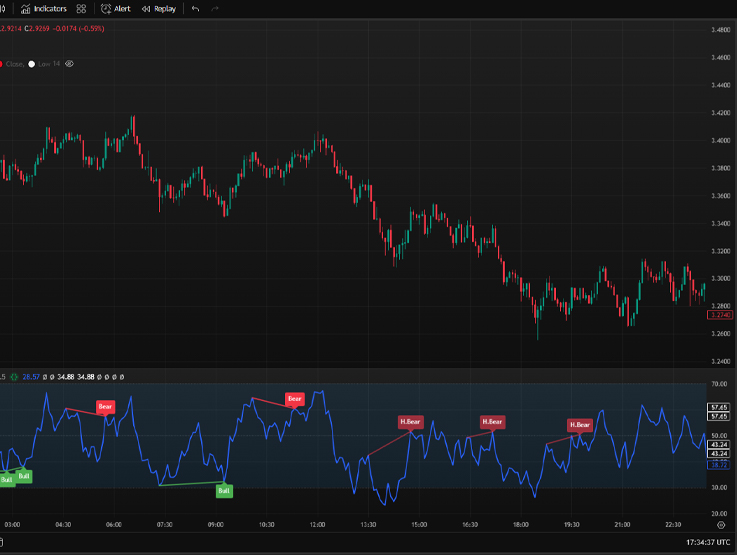 Indicators Alert Replay
2.9214 C2.9269 -0.0174 (-0.59%)
Close, Low 14
3.4800
3.4600
3.4400
3.4200
3.4000
3.3800
3.3600
3.3400
3.3200
3.3000
3.2800
3.2740
3.2600
3.2400
.5 28.57 ∅ ∅ 34.88 34.88 ∅ ∅ ∅ ∅
70.00
Bear
Bear
57.65
57.65
H.Bear
H.Bear
H.Bear
50.00
43.24
43.24
38.72
Bull
Bull
Bull
30.00
20.00
03:00 04:30 06:00 07:30 09:00 10:30 12:00 13:30 15:00 16:30 18:00 19:30 21:00 22:30
17:34:37 UTC